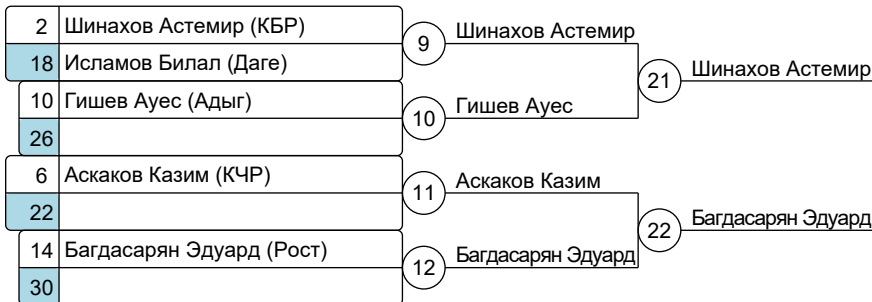 2 Шинахов Астемир (КБР)
9 Шинахов Астемир
18 Исламов Билал (Даге)
21 Шинахов Астемир
10 Гишев Ауес (Адыг)
10 Гишев Ауес
26
6 Аскаков Казим (КЧР)
11 Аскаков Казим
22
22 Багдасарян Эдуард
14 Багдасарян Эдуард (Рост)
12 Багдасарян Эдуард
30